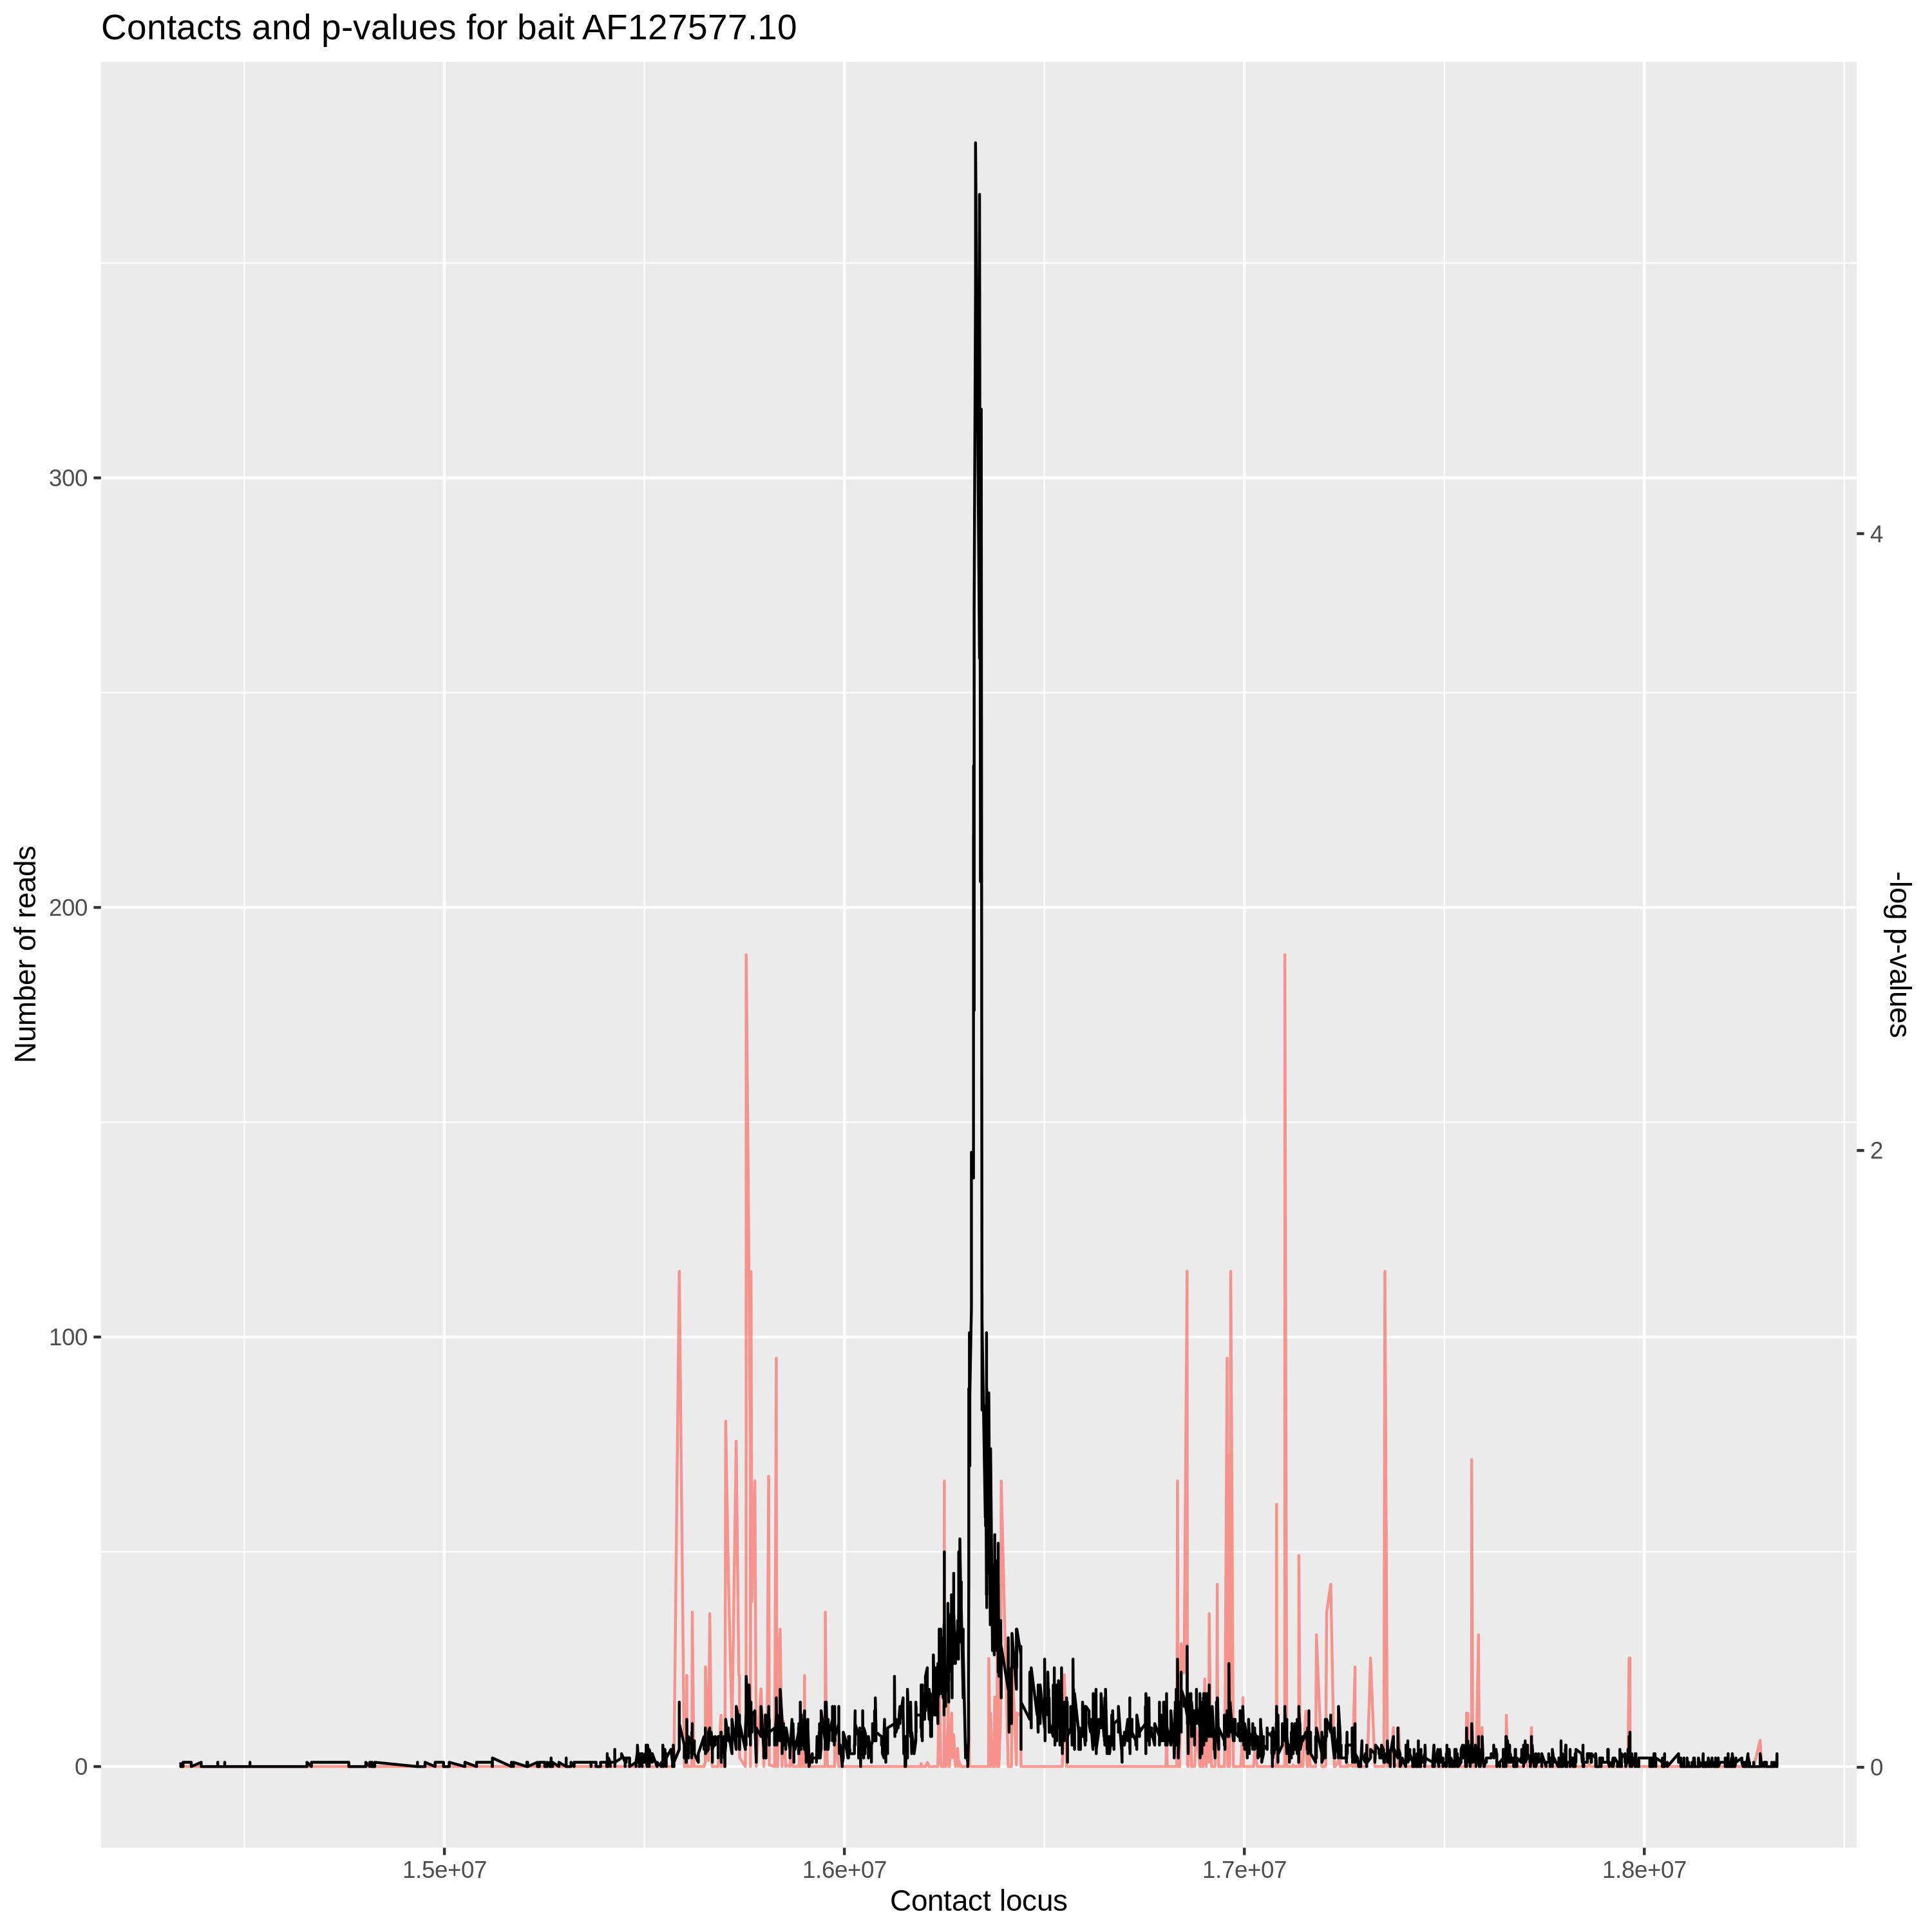 Contacts and p-values for bait AF127577.10
300
200
100
0
Number of reads
4
2
0
-log p-values
1.5e+07
1.6e+07
1.7e+07
1.8e+07
Contact locus